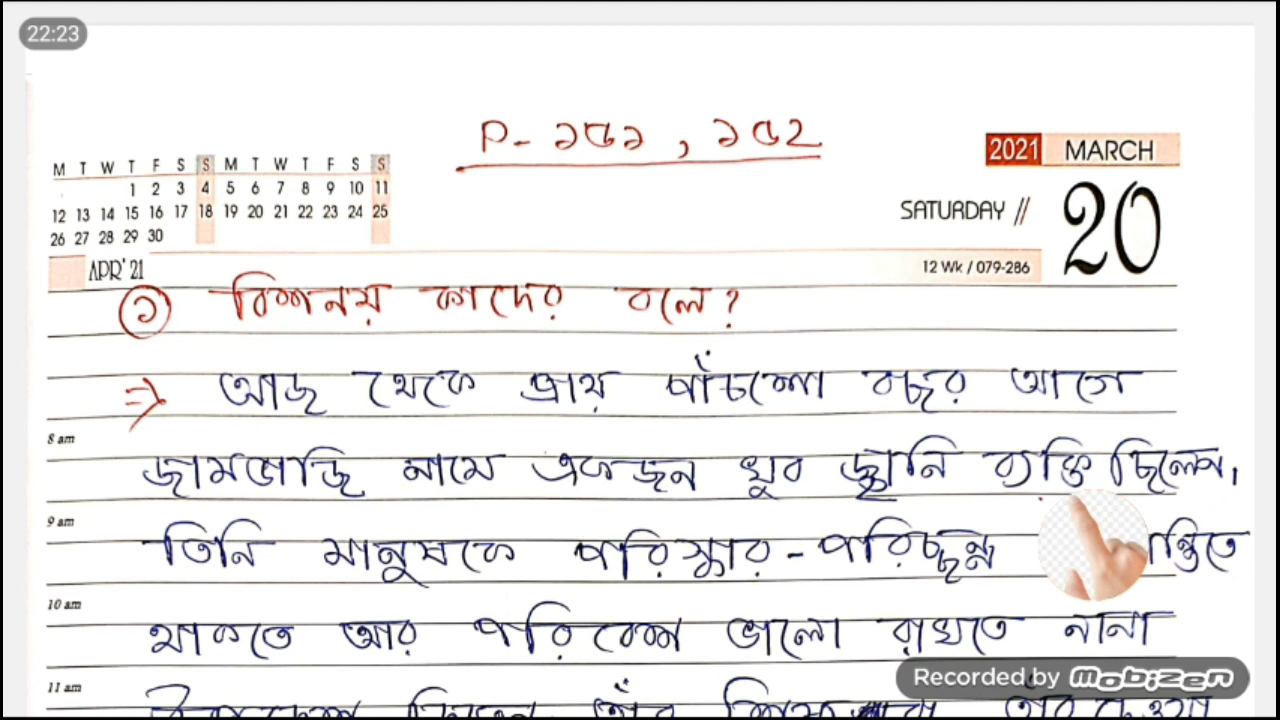 22:23
P- ১৫১, ১৫২
2021 MARCH
M T W T F S S M T W T F S S
1 2 3 4 5 6 7 8 9 10 11
12 13 14 15 16 17 18 19 20 21 22 23 24 25
26 27 28 29 30
APR' 21
SATURDAY //
20
12 Wk / 079-286
১ বিশনয় কাদের বলে?
⇒ আজ থেকে প্রায় পাঁচশো বছর আগে
8 am
জামভোজি নামে একজন খুব জ্ঞানি ব্যক্তি ছিলেন।
9 am
তিনি মানুষকে পরিস্কার-পরিচ্ছন্ন ন্তিতে
10 am
থাকতে আর পরিবেশ ভালো রাখতে নানা
11 am
Recorded by mobizen